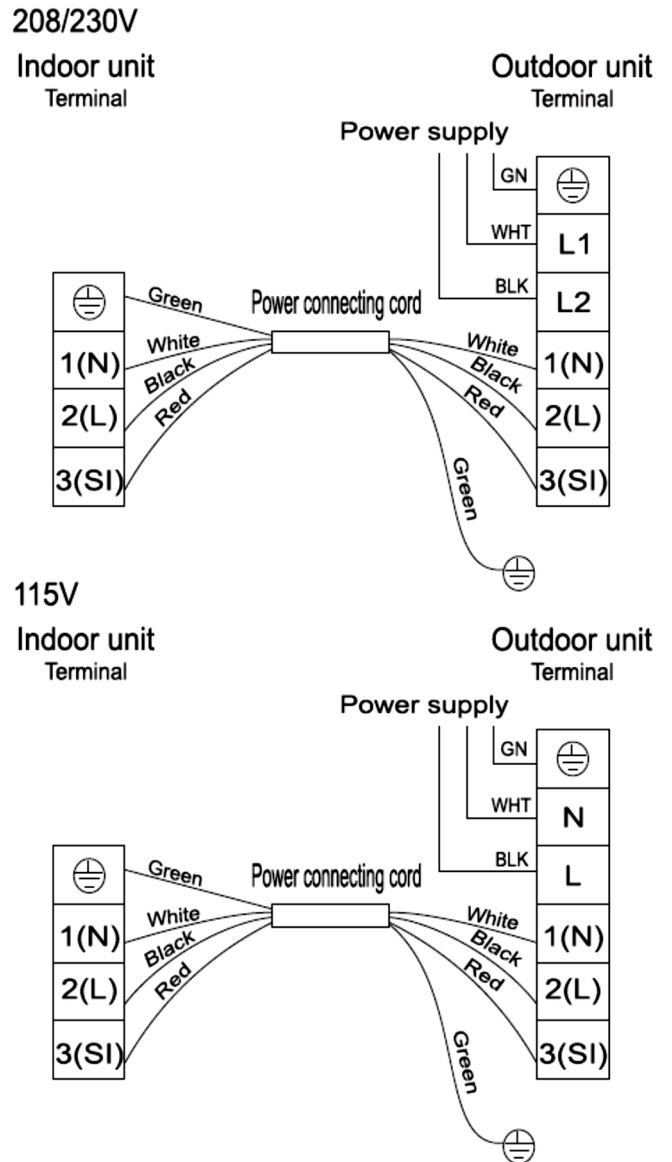 208/230V
Indoor unit
Terminal
Outdoor unit
Terminal
Power supply
GN
WHT
L1
BLK
L2
Green
Power connecting cord
1(N)
White
White
1(N)
2(L)
Black
Black
2(L)
3(SI)
Red
Red
3(SI)
Green
115V
Indoor unit
Terminal
Outdoor unit
Terminal
Power supply
GN
WHT
N
BLK
L
Green
Power connecting cord
1(N)
White
White
1(N)
2(L)
Black
Black
2(L)
3(SI)
Red
Red
3(SI)
Green